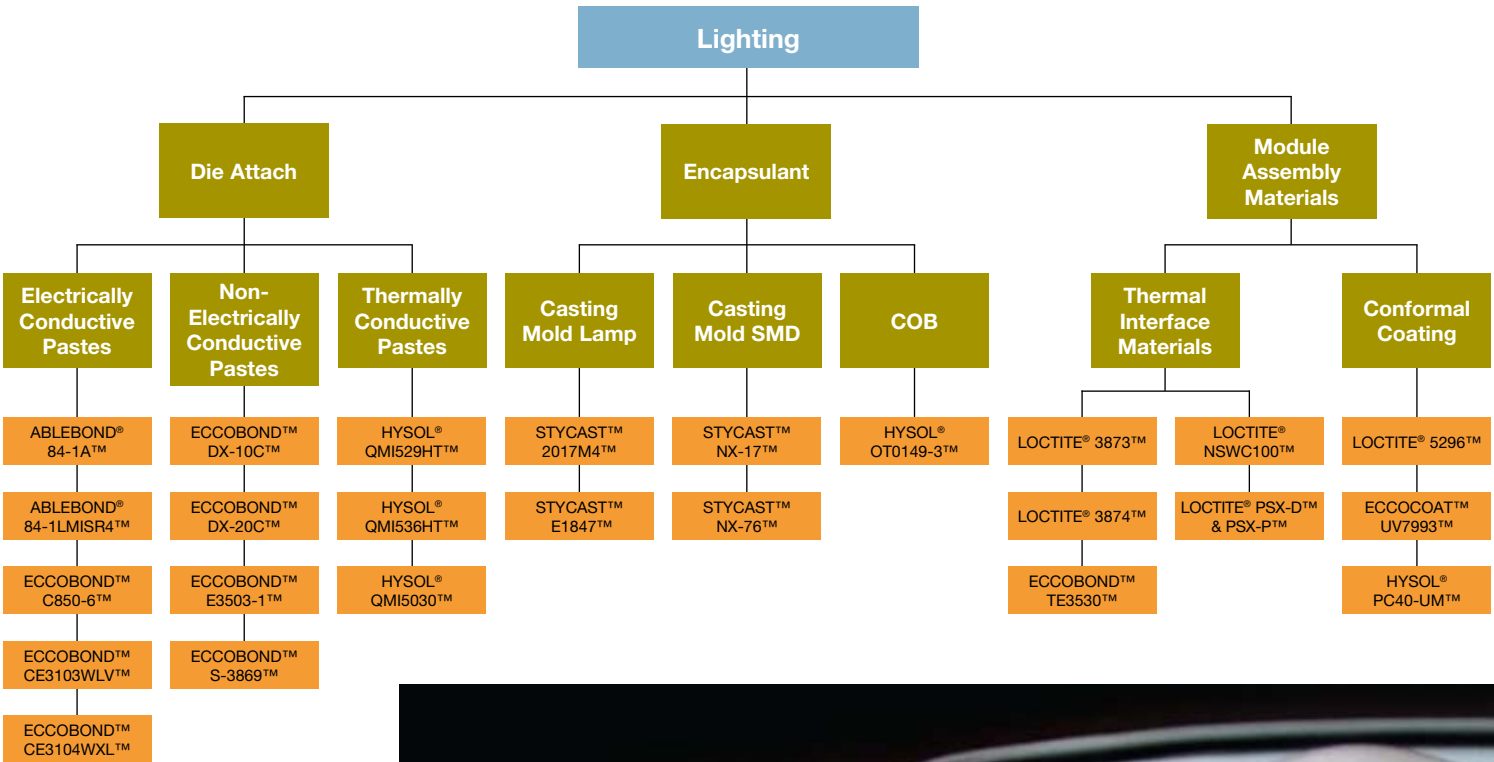 Lighting
Die Attach
Encapsulant
Module
Assembly
Materials
Electrically
Conductive
Pastes
Non-
Electrically
Conductive
Pastes
Thermally
Conductive
Pastes
Casting
Mold Lamp
Casting
Mold SMD
COB
Thermal
Interface
Materials
Conformal
Coating
ABLEBOND®
84-1A™
ABLEBOND®
84-1LMISR4™
ECCOBOND™
C850-6™
ECCOBOND™
CE3103WLV™
ECCOBOND™
CE3104WXL™
ECCOBOND™
DX-10C™
ECCOBOND™
DX-20C™
ECCOBOND™
E3503-1™
ECCOBOND™
S-3869™
HYSOL®
QMI529HT™
HYSOL®
QMI536HT™
HYSOL®
QMI5030™
STYCAST™
2017M4™
STYCAST™
E1847™
STYCAST™
NX-17™
STYCAST™
NX-76™
HYSOL®
OT0149-3™
LOCTITE® 3873™
LOCTITE® 3874™
ECCOBOND™
TE3530™
LOCTITE®
NSWC100™
LOCTITE® PSX-D™
& PSX-P™
LOCTITE® 5296™
ECCOCOAT™
UV7993™
HYSOL®
PC40-UM™